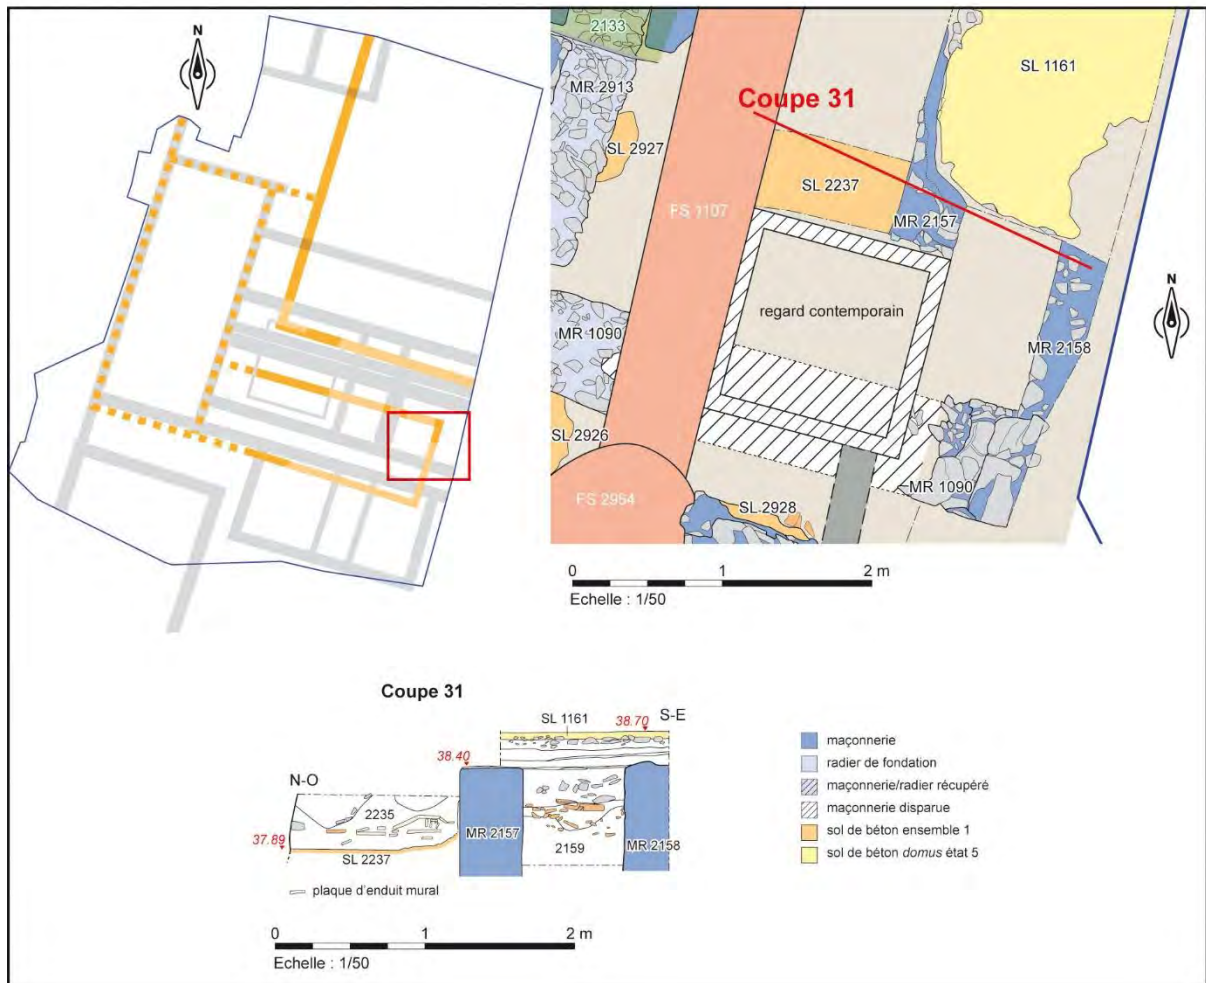 N
2133
MR 2913
SL 1161
Coupe 31
SL 2927
SL 2237
FS 1107
MR 2157
N
regard contemporain
MR 1090
MR 2158
SL 2926
MR 1090
FS 2954
SL 2928
0 1 2 m
Echelle : 1/50
Coupe 31
SL 1161
38.70
S-E
38.40
N-O
2235
37.89
MR 2157
2159
MR 2158
SL 2237
plaque d'enduit mural
0 1 2 m
Echelle : 1/50
maçonnerie
radier de fondation
maçonnerie/radier récupéré
maçonnerie disparue
sol de béton ensemble 1
sol de béton domus état 5